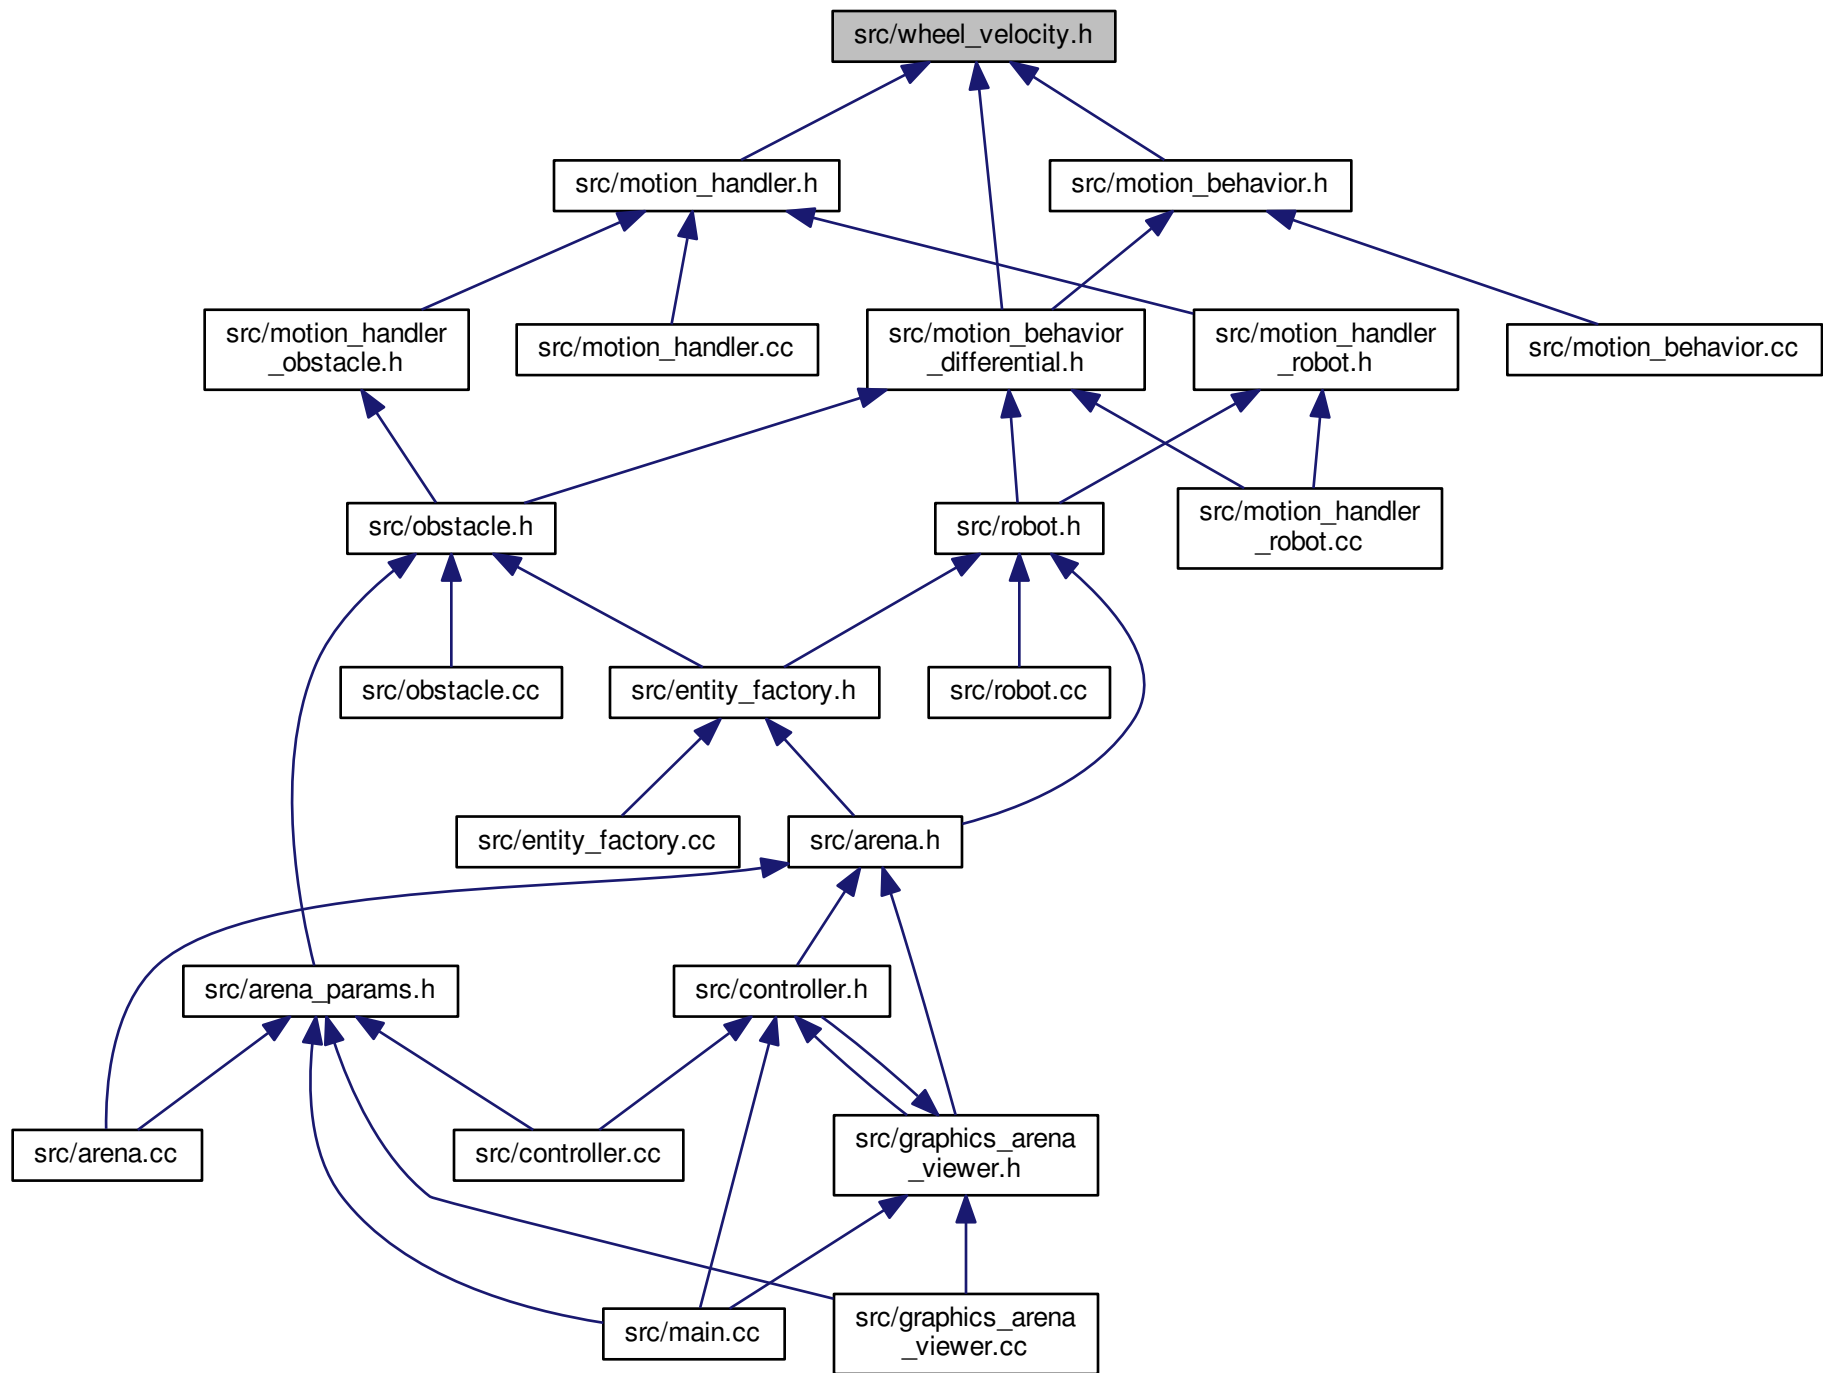 src/wheel_velocity.h
src/motion_handler.h
src/motion_behavior.h
src/motion_handler
_obstacle.h
src/motion_handler.cc
src/motion_behavior
_differential.h
src/motion_handler
_robot.h
src/motion_behavior.cc
src/obstacle.h
src/robot.h
src/motion_handler
_robot.cc
src/obstacle.cc
src/entity_factory.h
src/robot.cc
src/entity_factory.cc
src/arena.h
src/arena_params.h
src/controller.h
src/arena.cc
src/controller.cc
src/graphics_arena
_viewer.h
src/main.cc
src/graphics_arena
_viewer.cc